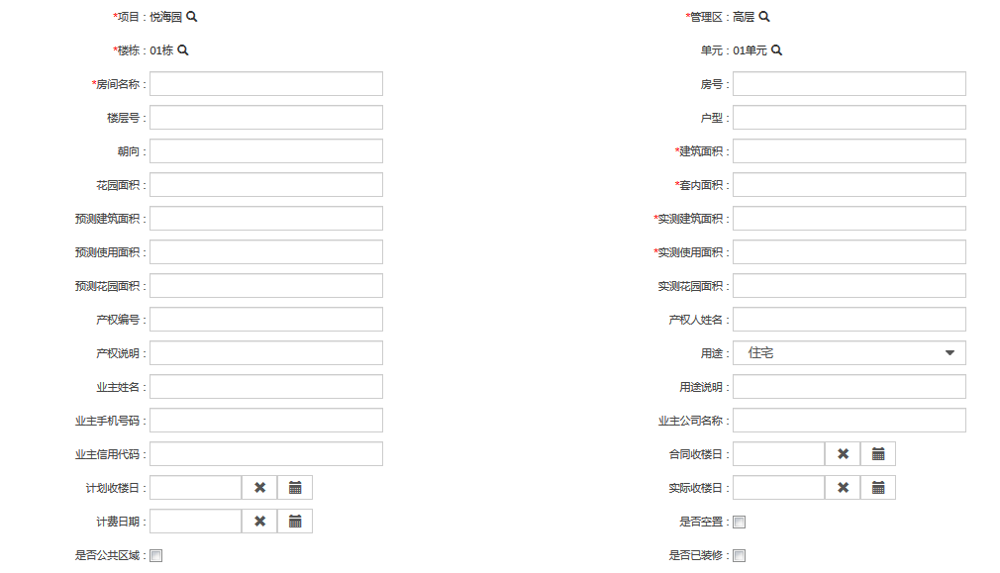 *项目：悦海园 *管理区：高层
*楼栋：01栋 单元：01单元
*房间名称： 房号：
楼层号： 户型：
朝向： *建筑面积：
花园面积： *套内面积：
预测建筑面积： *实测建筑面积：
预测使用面积： *实测使用面积：
预测花园面积： 实测花园面积：
产权编号： 产权人姓名：
产权说明： 用途：住宅
业主姓名： 用途说明：
业主手机号码： 业主公司名称：
业主信用代码： 合同收楼日：
计划收楼日： 实际收楼日：
计费日期： 是否空置：
是否公共区域： 是否已装修：